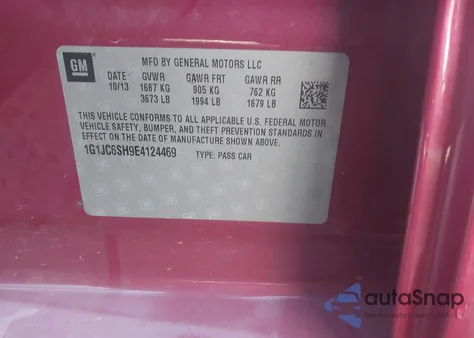 GM
MFD BY GENERAL MOTORS LLC
DATE GVWR GAWR FRT GAWR RR
10/13 1667 KG 905 KG 762 KG
3673 LB 1994 LB 1679 LB
THIS VEHICLE CONFORMS TO ALL APPLICABLE U.S. FEDERAL MOTOR
VEHICLE SAFETY, BUMPER, AND THEFT PREVENTION STANDARDS IN
EFFECT ON THE DATE OF MANUFACTURE SHOWN ABOVE.
1G1JC6SH9E4124469 TYPE: PASS CAR
autoSnap